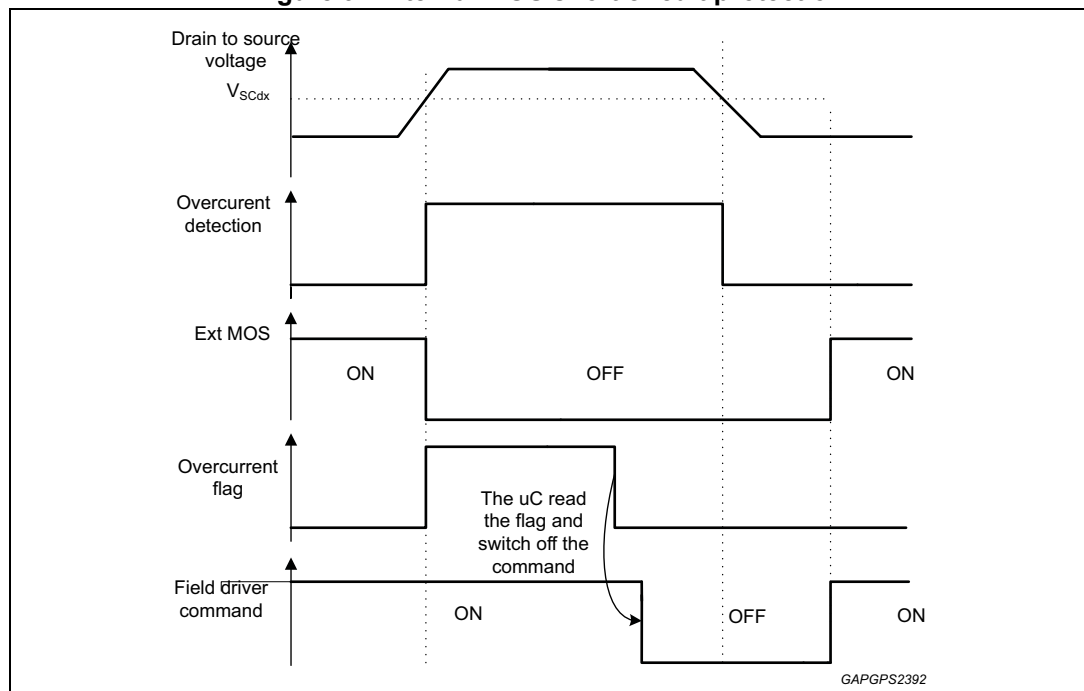 Drain to source
voltage
VSCdx
Overcurent
detection
Ext MOS
ON
OFF
ON
Overcurrent
flag
The uC read
the flag and
switch off the
command
Field driver
command
ON
OFF
ON
GAPGPS2392